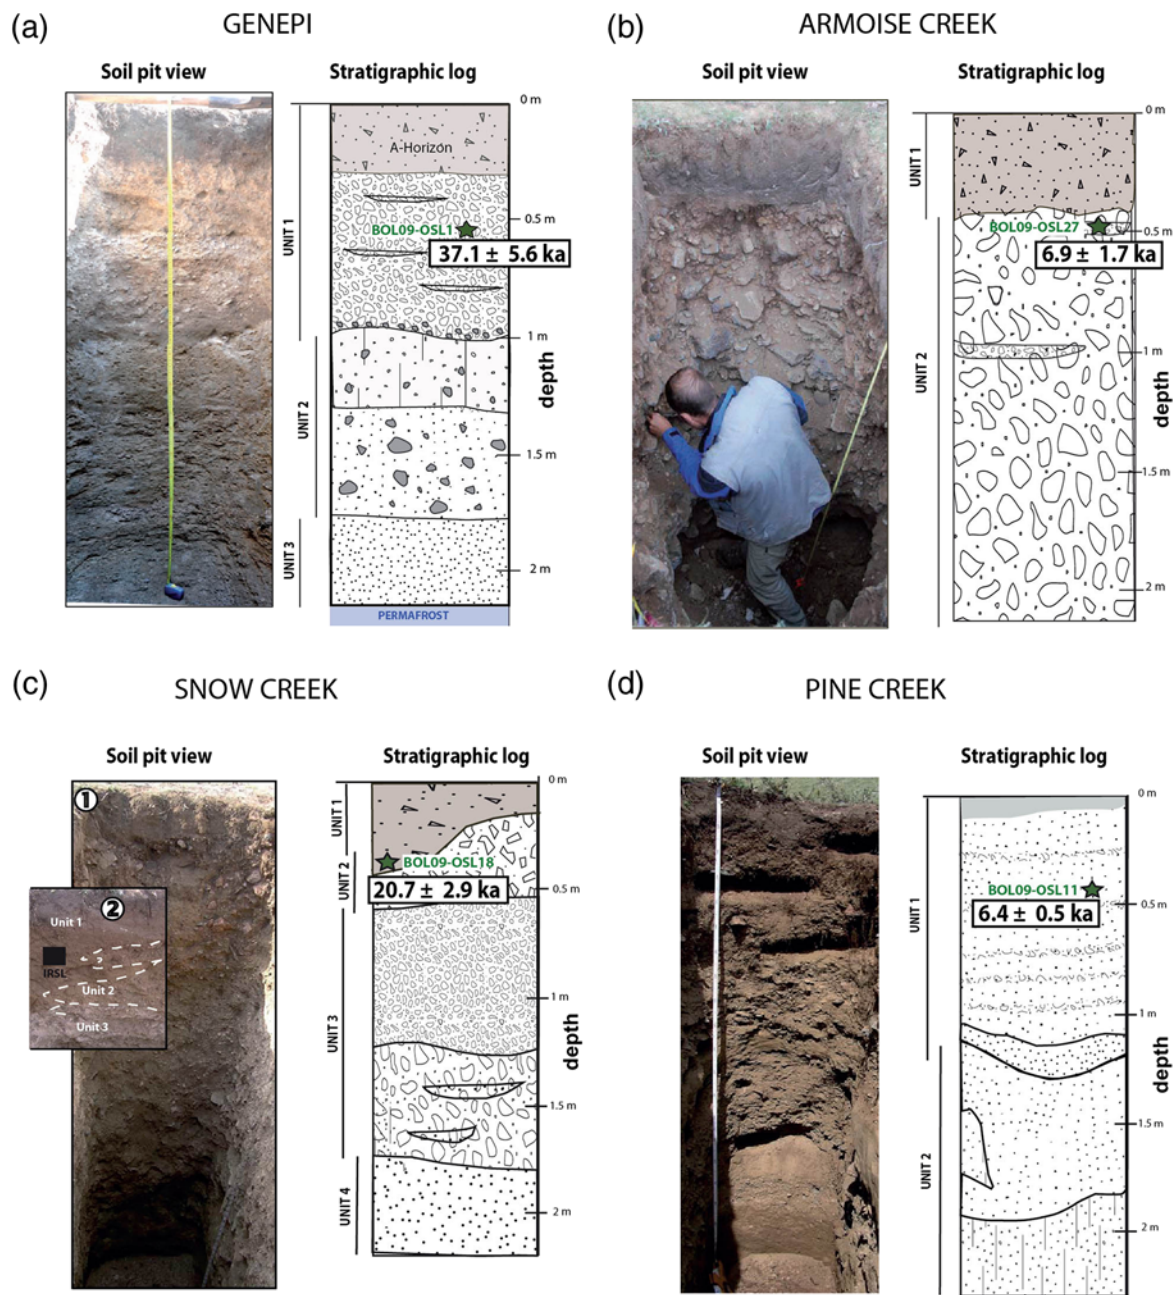 (a)
GENEPI
Soil pit view
Stratigraphic log
0 m
A-Horizon
UNIT 1
0.5 m
BOL09-OSL1
37.1 ± 5.6 ka
1 m
depth
UNIT 2
1.5 m
UNIT 3
2 m
PERMAFROST
(b)
ARMOISE CREEK
Soil pit view
Stratigraphic log
0 m
UNIT 1
BOL09-OSL27
0.5 m
6.9 ± 1.7 ka
UNIT 2
1 m
depth
1.5 m
2 m
(c)
SNOW CREEK
Soil pit view
Stratigraphic log
1
0 m
UNIT 1
BOL09-OSL18
UNIT 2
20.7 ± 2.9 ka
0.5 m
2
Unit 1
IRSL
Unit 2
Unit 3
UNIT 3
1 m
depth
1.5 m
UNIT 4
2 m
(d)
PINE CREEK
Soil pit view
Stratigraphic log
0 m
UNIT 1
BOL09-OSL11
0.5 m
6.4 ± 0.5 ka
1 m
depth
1.5 m
UNIT 2
2 m